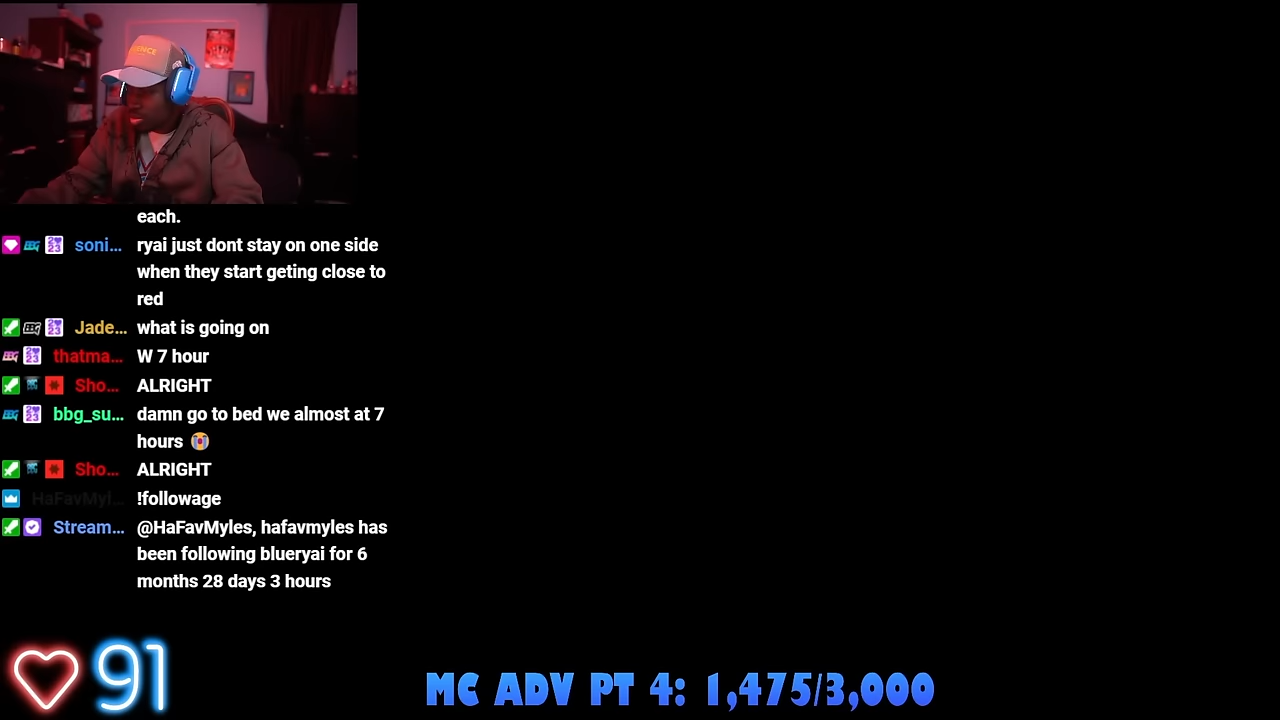 each.
soni... ryai just dont stay on one side
when they start geting close to
red
Jade... what is going on
thatma... W 7 hour
Sho... ALRIGHT
bbg_su... damn go to bed we almost at 7
hours 😭
Sho... ALRIGHT
HaFavMyl... !followage
Stream... @HaFavMyles, hafavmyles has
been following blueryai for 6
months 28 days 3 hours
91
MC ADV PT 4: 1,475/3,000